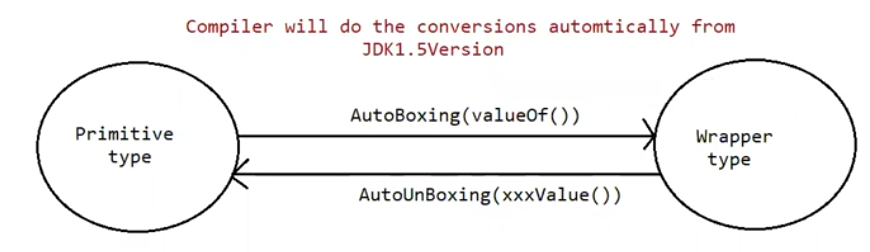 Compiler will do the conversions automtically from
JDK1.5Version
AutoBoxing(valueOf())
Primitive
type
Wrapper
type
AutoUnBoxing(xxxValue())